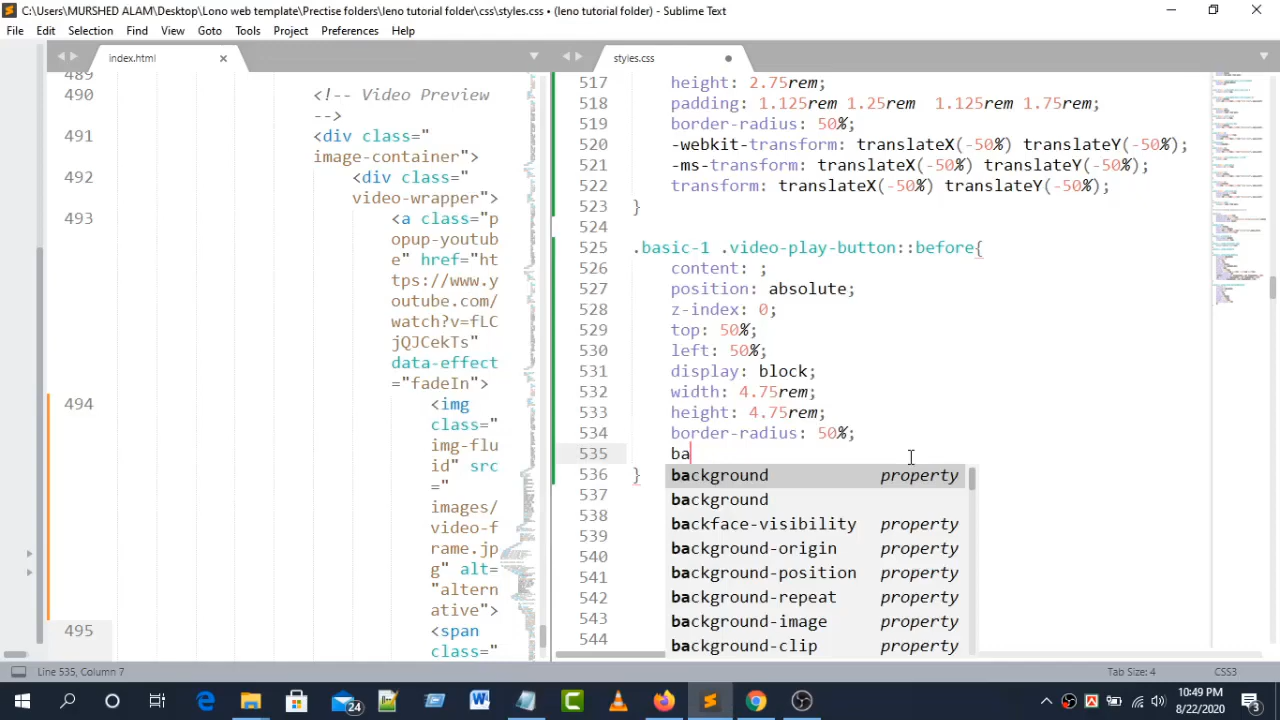 C:\Users\MURSHED ALAM\Desktop\Lono web template\Prectise folders\leno tutorial folder\css\styles.css • (leno tutorial folder) - Sublime Text
File Edit Selection Find View Goto Tools Project Preferences Help
index.html
styles.css
489
490 <!-- Video Preview
-->
491 <div class="
image-container">
492 <div class="
video-wrapper">
493 <a class="p
opup-youtub
e" href="ht
tps://www.y
outube.com/
watch?v=fLC
jQJCekTs"
data-effect
="fadeIn">
494 <img
class="
img-flu
id" src
="
images/
video-f
rame.jp
g" alt=
"altern
ative">
495 <span
class=
517 height: 2.75rem;
518 padding: 1.125rem 1.25rem 1.125rem 1.75rem;
519 border-radius: 50%;
520 -webkit-transform: translateX(-50%) translateY(-50%);
521 -ms-transform: translateX(-50%) translateY(-50%);
522 transform: translateX(-50%) translateY(-50%);
523 }
524
525 .basic-1 .video-play-button::before{
526 content: ;
527 position: absolute;
528 z-index: 0;
529 top: 50%;
530 left: 50%;
531 display: block;
532 width: 4.75rem;
533 height: 4.75rem;
534 border-radius: 50%;
535 ba
536 }
537
538
539
540
541
542
543
544
background property
background
backface-visibility property
background-origin property
background-position property
background-repeat property
background-image property
background-clip property
Line 535, Column 7
Tab Size: 4
CSS3
24
10:49 PM
8/22/2020
3